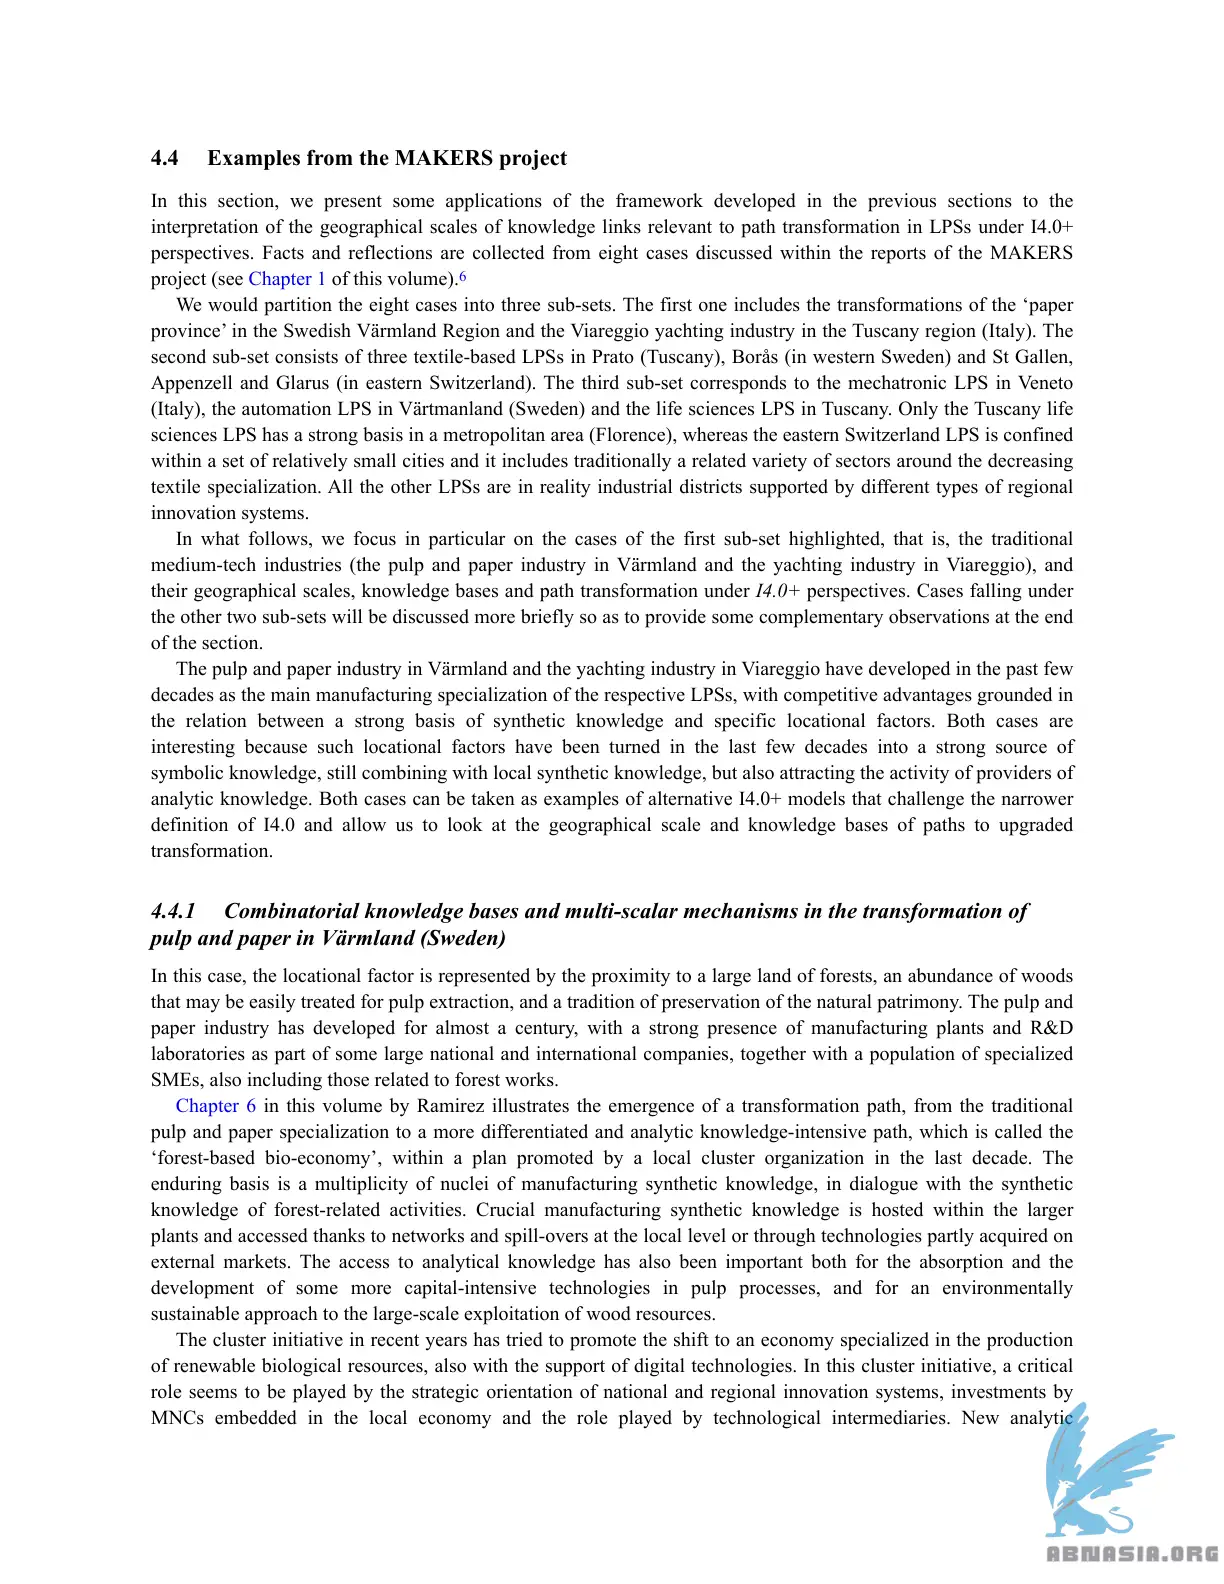 4.4 Examples from the MAKERS project
In this section, we present some applications of the framework developed in the previous sections to the
interpretation of the geographical scales of knowledge links relevant to path transformation in LPSs under I4.0+
perspectives. Facts and reflections are collected from eight cases discussed within the reports of the MAKERS
project (see Chapter 1 of this volume).6
We would partition the eight cases into three sub-sets. The first one includes the transformations of the ‘paper
province’ in the Swedish Värmland Region and the Viareggio yachting industry in the Tuscany region (Italy). The
second sub-set consists of three textile-based LPSs in Prato (Tuscany), Borås (in western Sweden) and St Gallen,
Appenzell and Glarus (in eastern Switzerland). The third sub-set corresponds to the mechatronic LPS in Veneto
(Italy), the automation LPS in Värtmanland (Sweden) and the life sciences LPS in Tuscany. Only the Tuscany life
sciences LPS has a strong basis in a metropolitan area (Florence), whereas the eastern Switzerland LPS is confined
within a set of relatively small cities and it includes traditionally a related variety of sectors around the decreasing
textile specialization. All the other LPSs are in reality industrial districts supported by different types of regional
innovation systems.
In what follows, we focus in particular on the cases of the first sub-set highlighted, that is, the traditional
medium-tech industries (the pulp and paper industry in Värmland and the yachting industry in Viareggio), and
their geographical scales, knowledge bases and path transformation under I4.0+ perspectives. Cases falling under
the other two sub-sets will be discussed more briefly so as to provide some complementary observations at the end
of the section.
The pulp and paper industry in Värmland and the yachting industry in Viareggio have developed in the past few
decades as the main manufacturing specialization of the respective LPSs, with competitive advantages grounded in
the relation between a strong basis of synthetic knowledge and specific locational factors. Both cases are
interesting because such locational factors have been turned in the last few decades into a strong source of
symbolic knowledge, still combining with local synthetic knowledge, but also attracting the activity of providers of
analytic knowledge. Both cases can be taken as examples of alternative I4.0+ models that challenge the narrower
definition of I4.0 and allow us to look at the geographical scale and knowledge bases of paths to upgraded
transformation.
4.4.1 Combinatorial knowledge bases and multi-scalar mechanisms in the transformation of
pulp and paper in Värmland (Sweden)
In this case, the locational factor is represented by the proximity to a large land of forests, an abundance of woods
that may be easily treated for pulp extraction, and a tradition of preservation of the natural patrimony. The pulp and
paper industry has developed for almost a century, with a strong presence of manufacturing plants and R&D
laboratories as part of some large national and international companies, together with a population of specialized
SMEs, also including those related to forest works.
Chapter 6 in this volume by Ramirez illustrates the emergence of a transformation path, from the traditional
pulp and paper specialization to a more differentiated and analytic knowledge-intensive path, which is called the
‘forest-based bio-economy’, within a plan promoted by a local cluster organization in the last decade. The
enduring basis is a multiplicity of nuclei of manufacturing synthetic knowledge, in dialogue with the synthetic
knowledge of forest-related activities. Crucial manufacturing synthetic knowledge is hosted within the larger
plants and accessed thanks to networks and spill-overs at the local level or through technologies partly acquired on
external markets. The access to analytical knowledge has also been important both for the absorption and the
development of some more capital-intensive technologies in pulp processes, and for an environmentally
sustainable approach to the large-scale exploitation of wood resources.
The cluster initiative in recent years has tried to promote the shift to an economy specialized in the production
of renewable biological resources, also with the support of digital technologies. In this cluster initiative, a critical
role seems to be played by the strategic orientation of national and regional innovation systems, investments by
MNCs embedded in the local economy and the role played by technological intermediaries. New analytic
ABNASIA.ORG